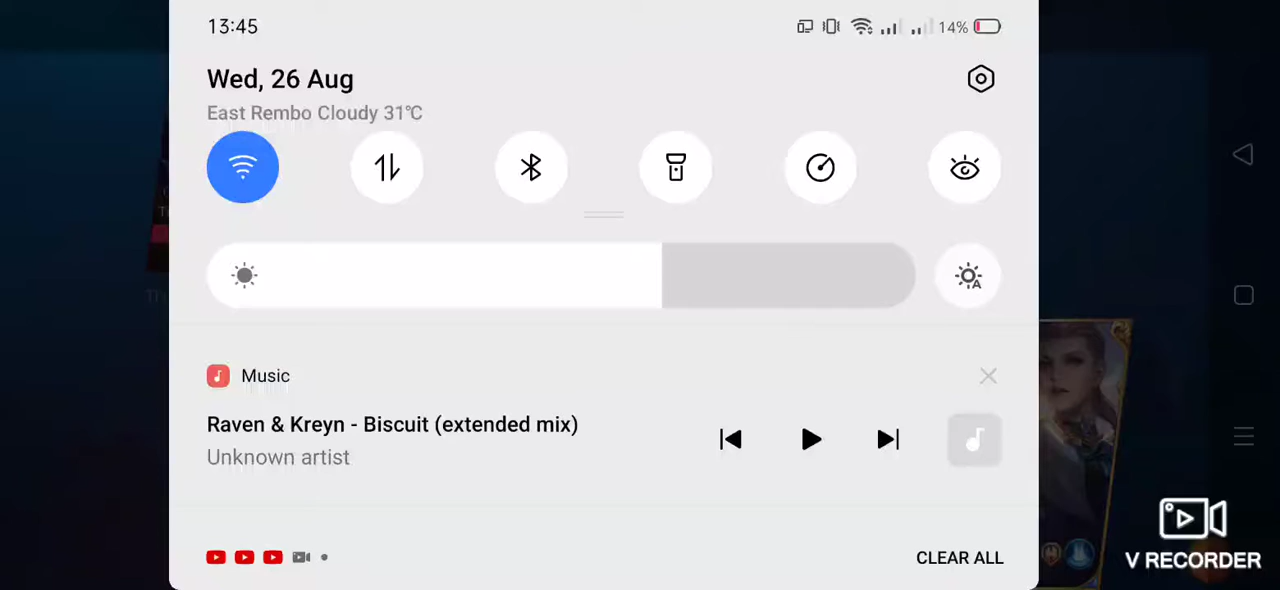 13:45
14%
Wed, 26 Aug
East Rembo Cloudy 31°C
Music
Raven & Kreyn - Biscuit (extended mix)
Unknown artist
CLEAR ALL
V RECORDER